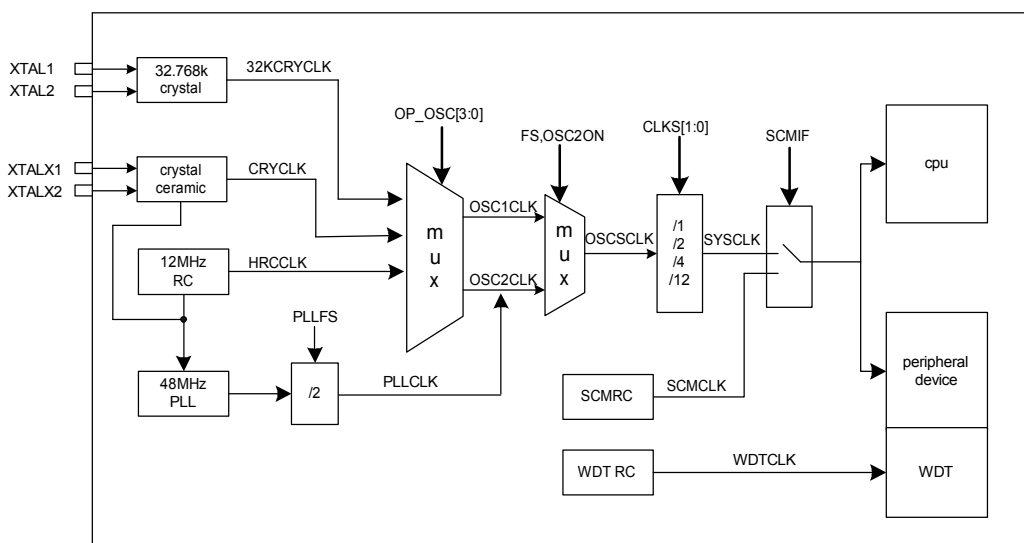 XTAL1
XTAL2
32.768k
crystal
32KCRYCLK
XTALX1
XTALX2
crystal
ceramic
CRYCLK
12MHz
RC
HRCCLK
48MHz
PLL
PLLFS
/2
PLLCLK
OP_OSC[3:0]
m
u
x
OSC1CLK
OSC2CLK
FS,OSC2ON
m
u
x
OSCSCLK
CLKS[1:0]
/1
/2
/4
/12
SYSCLK
SCMIF
SCMRC
SCMCLK
WDT RC
WDTCLK
cpu
peripheral
device
WDT